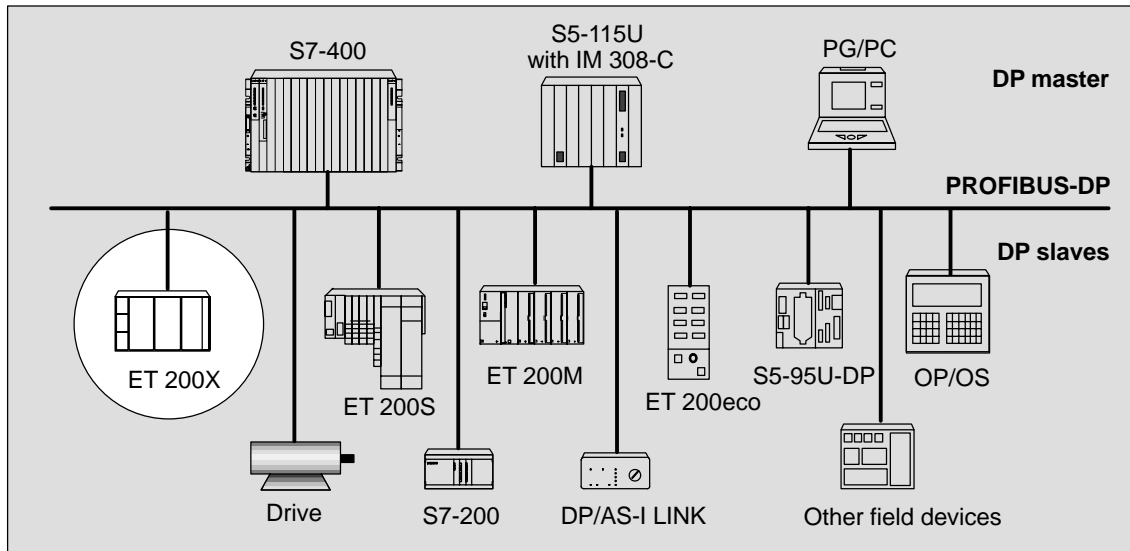 S7-400
S5-115U
with IM 308-C
PG/PC
DP master
PROFIBUS-DP
DP slaves
ET 200X
ET 200S
ET 200M
ET 200eco
S5-95U-DP
OP/OS
Drive
S7-200
DP/AS-I LINK
Other field devices